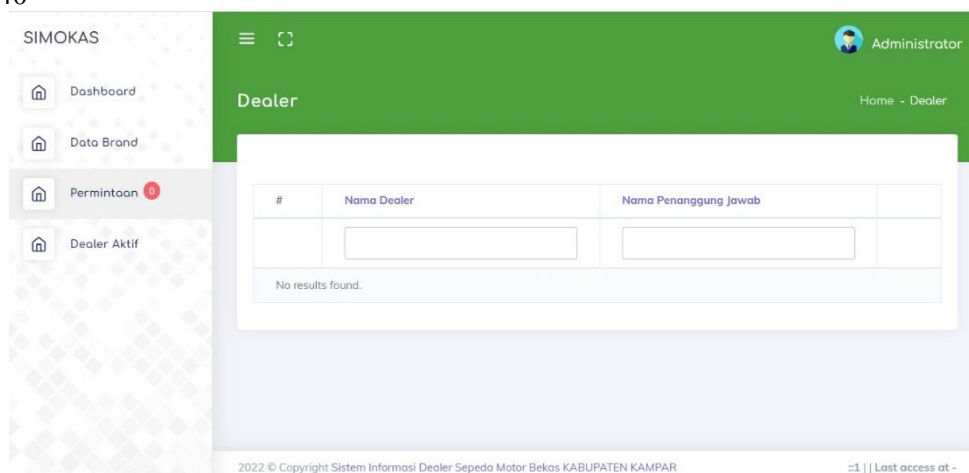 SIMOKAS
Administrator
Dashboard
Dealer
Home - Dealer
Data Brand
Permintaan 0
# Nama Dealer Nama Penanggung Jawab
Dealer Aktif
No results found.
2022 © Copyright Sistem Informasi Dealer Sepeda Motor Bekas KABUPATEN KAMPAR
::1 | | Last access at -